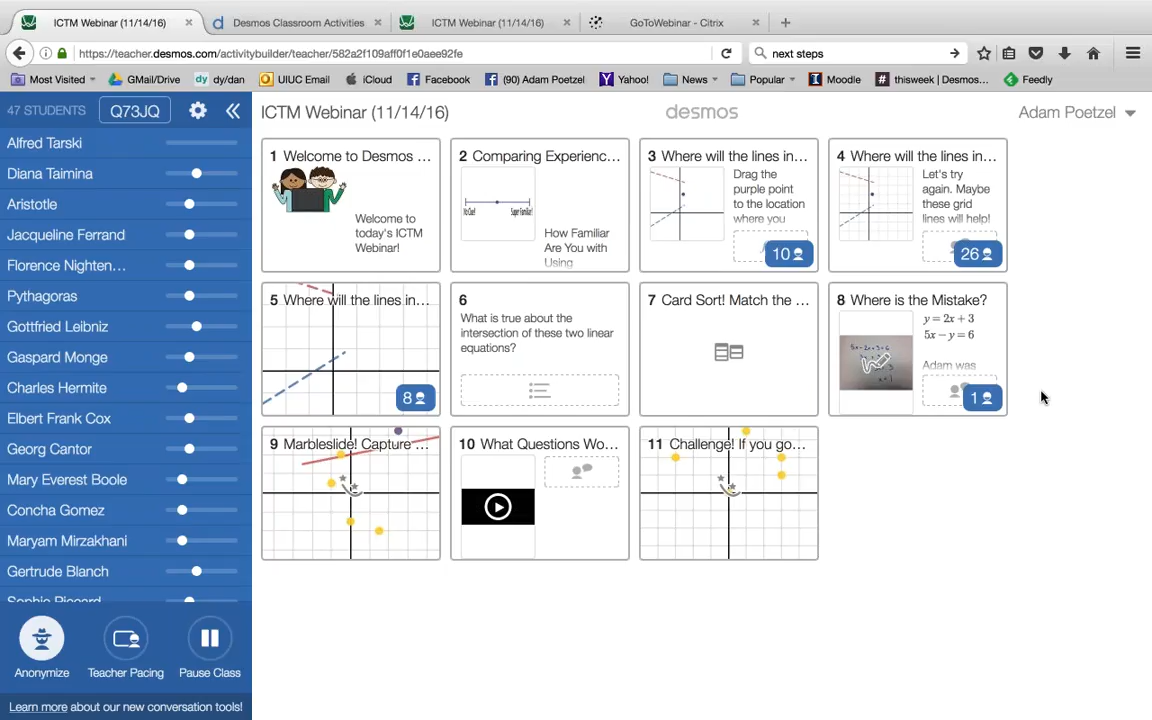 ICTM Webinar (11/14/16)
Desmos Classroom Activities
ICTM Webinar (11/14/16)
GoToWebinar - Citrix
https://teacher.desmos.com/activitybuilder/teacher/582a2f109aff0f1e0aee92fe
next steps
Most Visited
GMail/Drive
dy/dan
UIUC Email
iCloud
Facebook
(90) Adam Poetzel
Yahoo!
News
Popular
Moodle
thisweek | Desmos...
Feedly
47 STUDENTS
Q73JQ
ICTM Webinar (11/14/16)
desmos
Adam Poetzel
Alfred Tarski
Diana Taimina
Aristotle
Jacqueline Ferrand
Florence Nighten...
Pythagoras
Gottfried Leibniz
Gaspard Monge
Charles Hermite
Elbert Frank Cox
Georg Cantor
Mary Everest Boole
Concha Gomez
Maryam Mirzakhani
Gertrude Blanch
Sophie Piccard
Anonymize
Teacher Pacing
Pause Class
Learn more about our new conversation tools!
1 Welcome to Desmos ...
Welcome to
today's ICTM
Webinar!
2 Comparing Experienc...
No Clue!
Super Familiar!
How Familiar
Are You with
Using
3 Where will the lines in...
Drag the
purple point
to the location
where you
10
4 Where will the lines in...
Let's try
again. Maybe
these grid
lines will help!
26
5 Where will the lines in...
8
6
What is true about the
intersection of these two linear
equations?
7 Card Sort! Match the ...
8 Where is the Mistake?
y = 2x + 3
5x − y = 6
Adam was
1
9 Marbleslide! Capture ...
10 What Questions Wo...
11 Challenge! If you go...